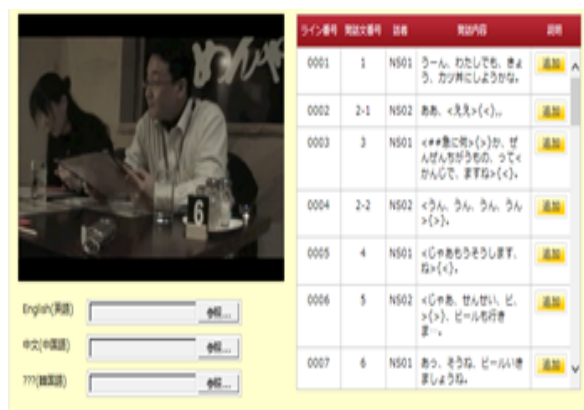 めんや
6
English(英語)
参照...
中文(中国語)
参照...
???(韓国語)
参照...
ライン番号 発話文番号 話者 発話内容 説明
0001 1 NS01 うーん、わたしでも、きょ 追加
う、カツ丼にしようかな。
0002 2-1 NS02 ああ、<ええ>{<},, 追加
0003 3 NS01 <##急に何>{>}か、ぜ 追加
んぜんちがうもの、って<
かんじで、ますね>{<}。
0004 2-2 NS02 <うん、うん、うん、うん 追加
>{>}。
0005 4 NS01 <じゃあもうそうします、 追加
ね>{<}。
0006 5 NS02 <じゃあ、せんせい、ビ、 追加
>{>}、ビールも行き
ま…。
0007 6 NS01 あっ、そうね、ビールいき 追加
ましょうね。